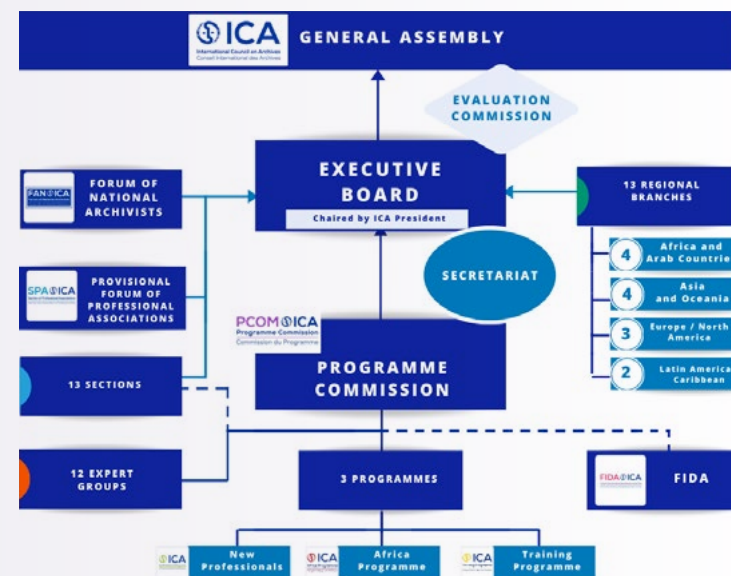 ICA
International Council on Archives
Conseil International des Archives
GENERAL ASSEMBLY
EVALUATION
COMMISSION
EXECUTIVE
BOARD
Chaired by ICA President
FAN ICA
FORUM OF
NATIONAL
ARCHIVISTS
13 REGIONAL
BRANCHES
4
Africa and
Arab Countrie
4
Asia
and Oceania
3
Europe / North
America
2
Latin America
Caribbean
SPA ICA
PROVISIONAL
FORUM OF
PROFESSIONAL
ASSOCIATIONS
SECRETARIAT
PCOM ICA
Programme Commission
Commission du Programme
PROGRAMME
COMMISSION
13 SECTIONS
12 EXPERT
GROUPS
3 PROGRAMMES
FIDA ICA
FIDA
ICA
New
Professionals
ICA
Africa
Programme
ICA
Training
Programme